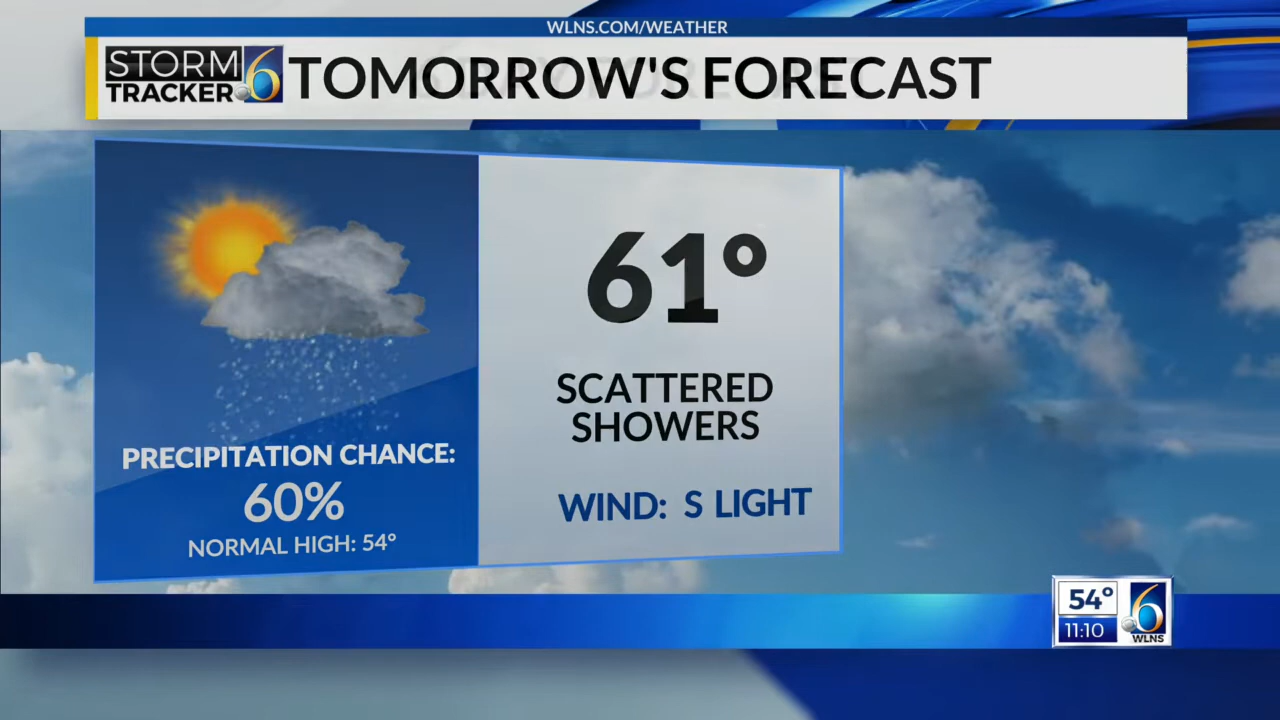 WLNS.COM/WEATHER
STORM
TRACKER 6
TOMORROW'S FORECAST
61°
SCATTERED
SHOWERS
WIND: S LIGHT
PRECIPITATION CHANCE:
60%
NORMAL HIGH: 54°
54°
11:10
6
WLNS